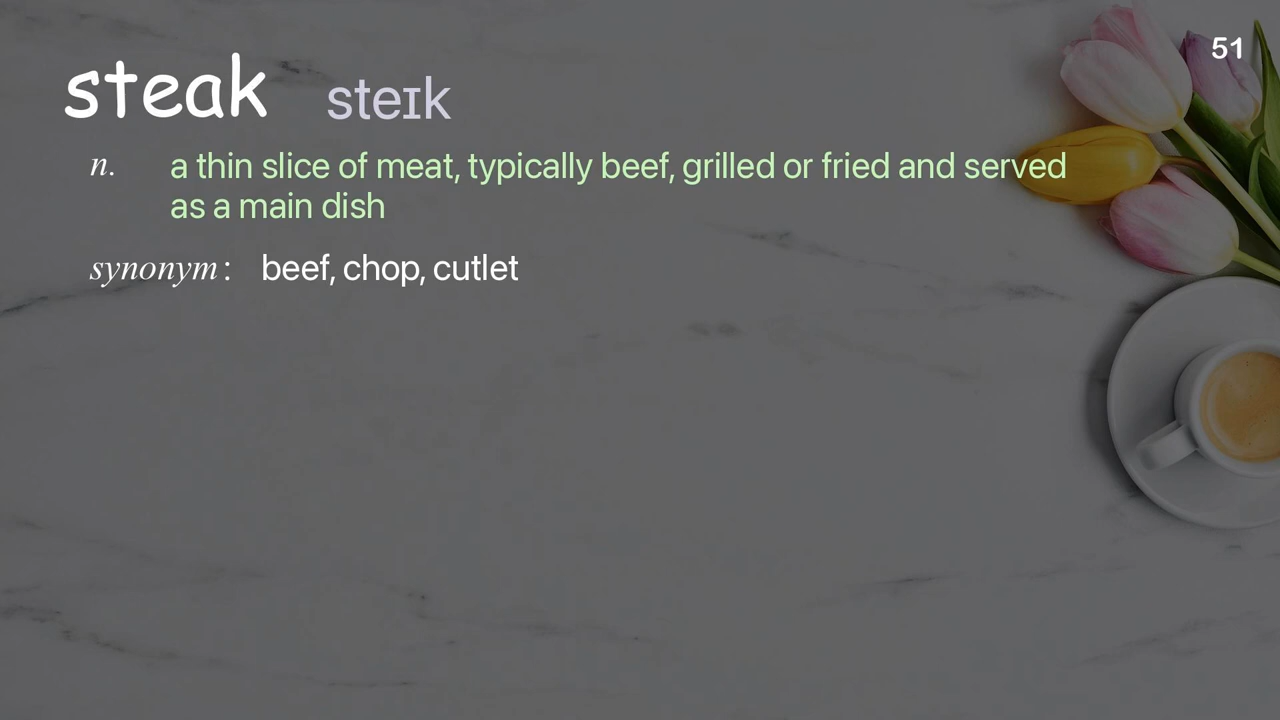 51
steak steɪk
n. a thin slice of meat, typically beef, grilled or fried and served
as a main dish
synonym: beef, chop, cutlet